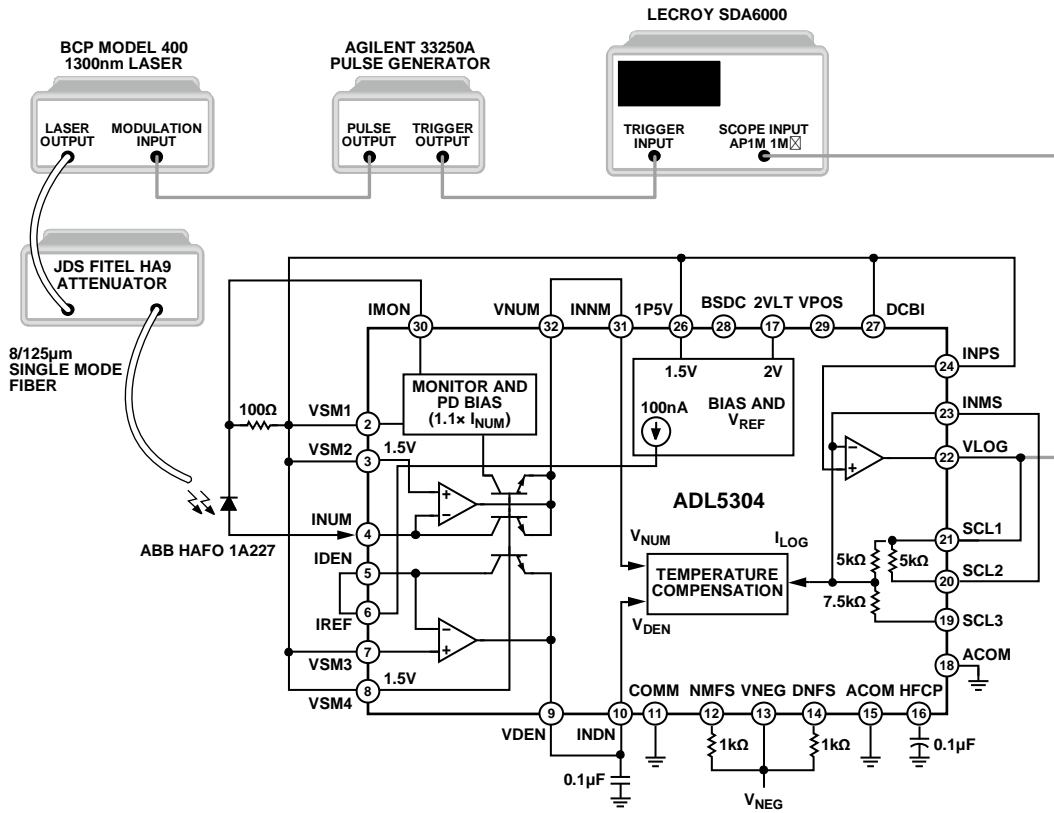 LECROY SDA6000
BCP MODEL 400
1300nm LASER
AGILENT 33250A
PULSE GENERATOR
LASER
OUTPUT
MODULATION
INPUT
PULSE
OUTPUT
TRIGGER
OUTPUT
TRIGGER
INPUT
SCOPE INPUT
AP1M 1M☒
JDS FITEL HA9
ATTENUATOR
8/125µm
SINGLE MODE
FIBER
IMON
VNUM
INNM
1P5V
BSDC
2VLT
VPOS
DCBI
30
32
31
26
28
17
29
27
MONITOR AND
PD BIAS
(1.1× INUM)
1.5V
2V
100nA
BIAS AND
VREF
100Ω
VSM1
2
VSM2
3
1.5V
INUM
4
ABB HAFO 1A227
IDEN
5
6
IREF
7
VSM3
1.5V
8
VSM4
+
−
−
+
ADL5304
VNUM
ILOG
TEMPERATURE
COMPENSATION
VDEN
INPS
24
INMS
23
VLOG
22
−
+
SCL1
21
5kΩ
5kΩ
SCL2
20
7.5kΩ
19
SCL3
ACOM
18
COMM
NMFS
VNEG
DNFS
ACOM
HFCP
9
10
11
12
13
14
15
16
VDEN
INDN
1kΩ
1kΩ
0.1µF
0.1µF
VNEG